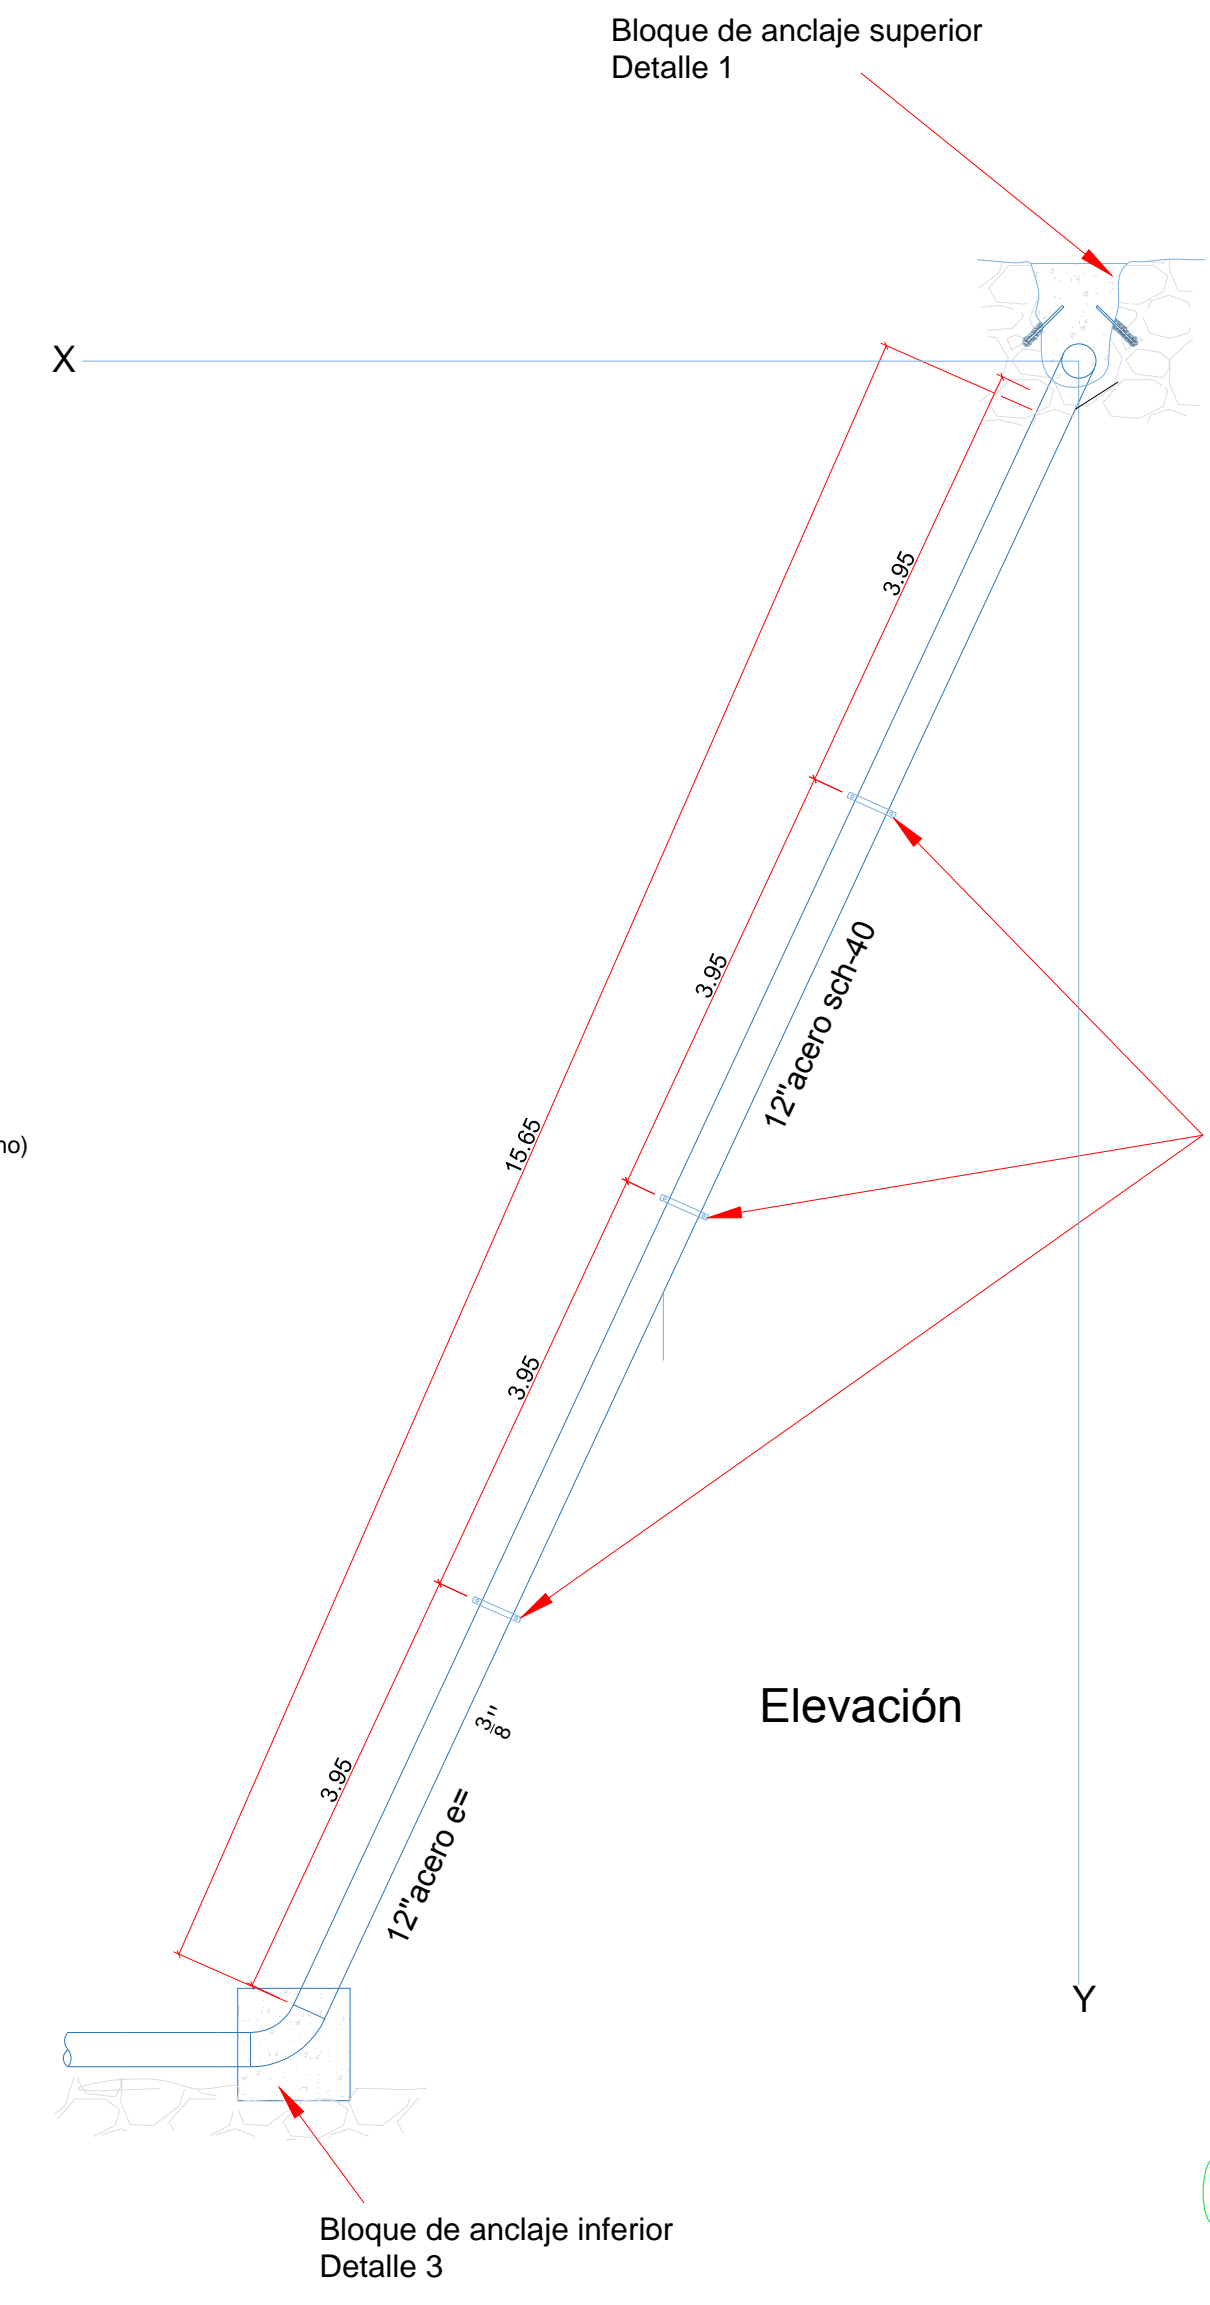 Bloque de anclaje superior
Detalle 1
X
3.95
3.95
12"acero sch-40
15.65
no)
3.95
Elevación
3.95
12"acero e= 3/8"
Y
Bloque de anclaje inferior
Detalle 3